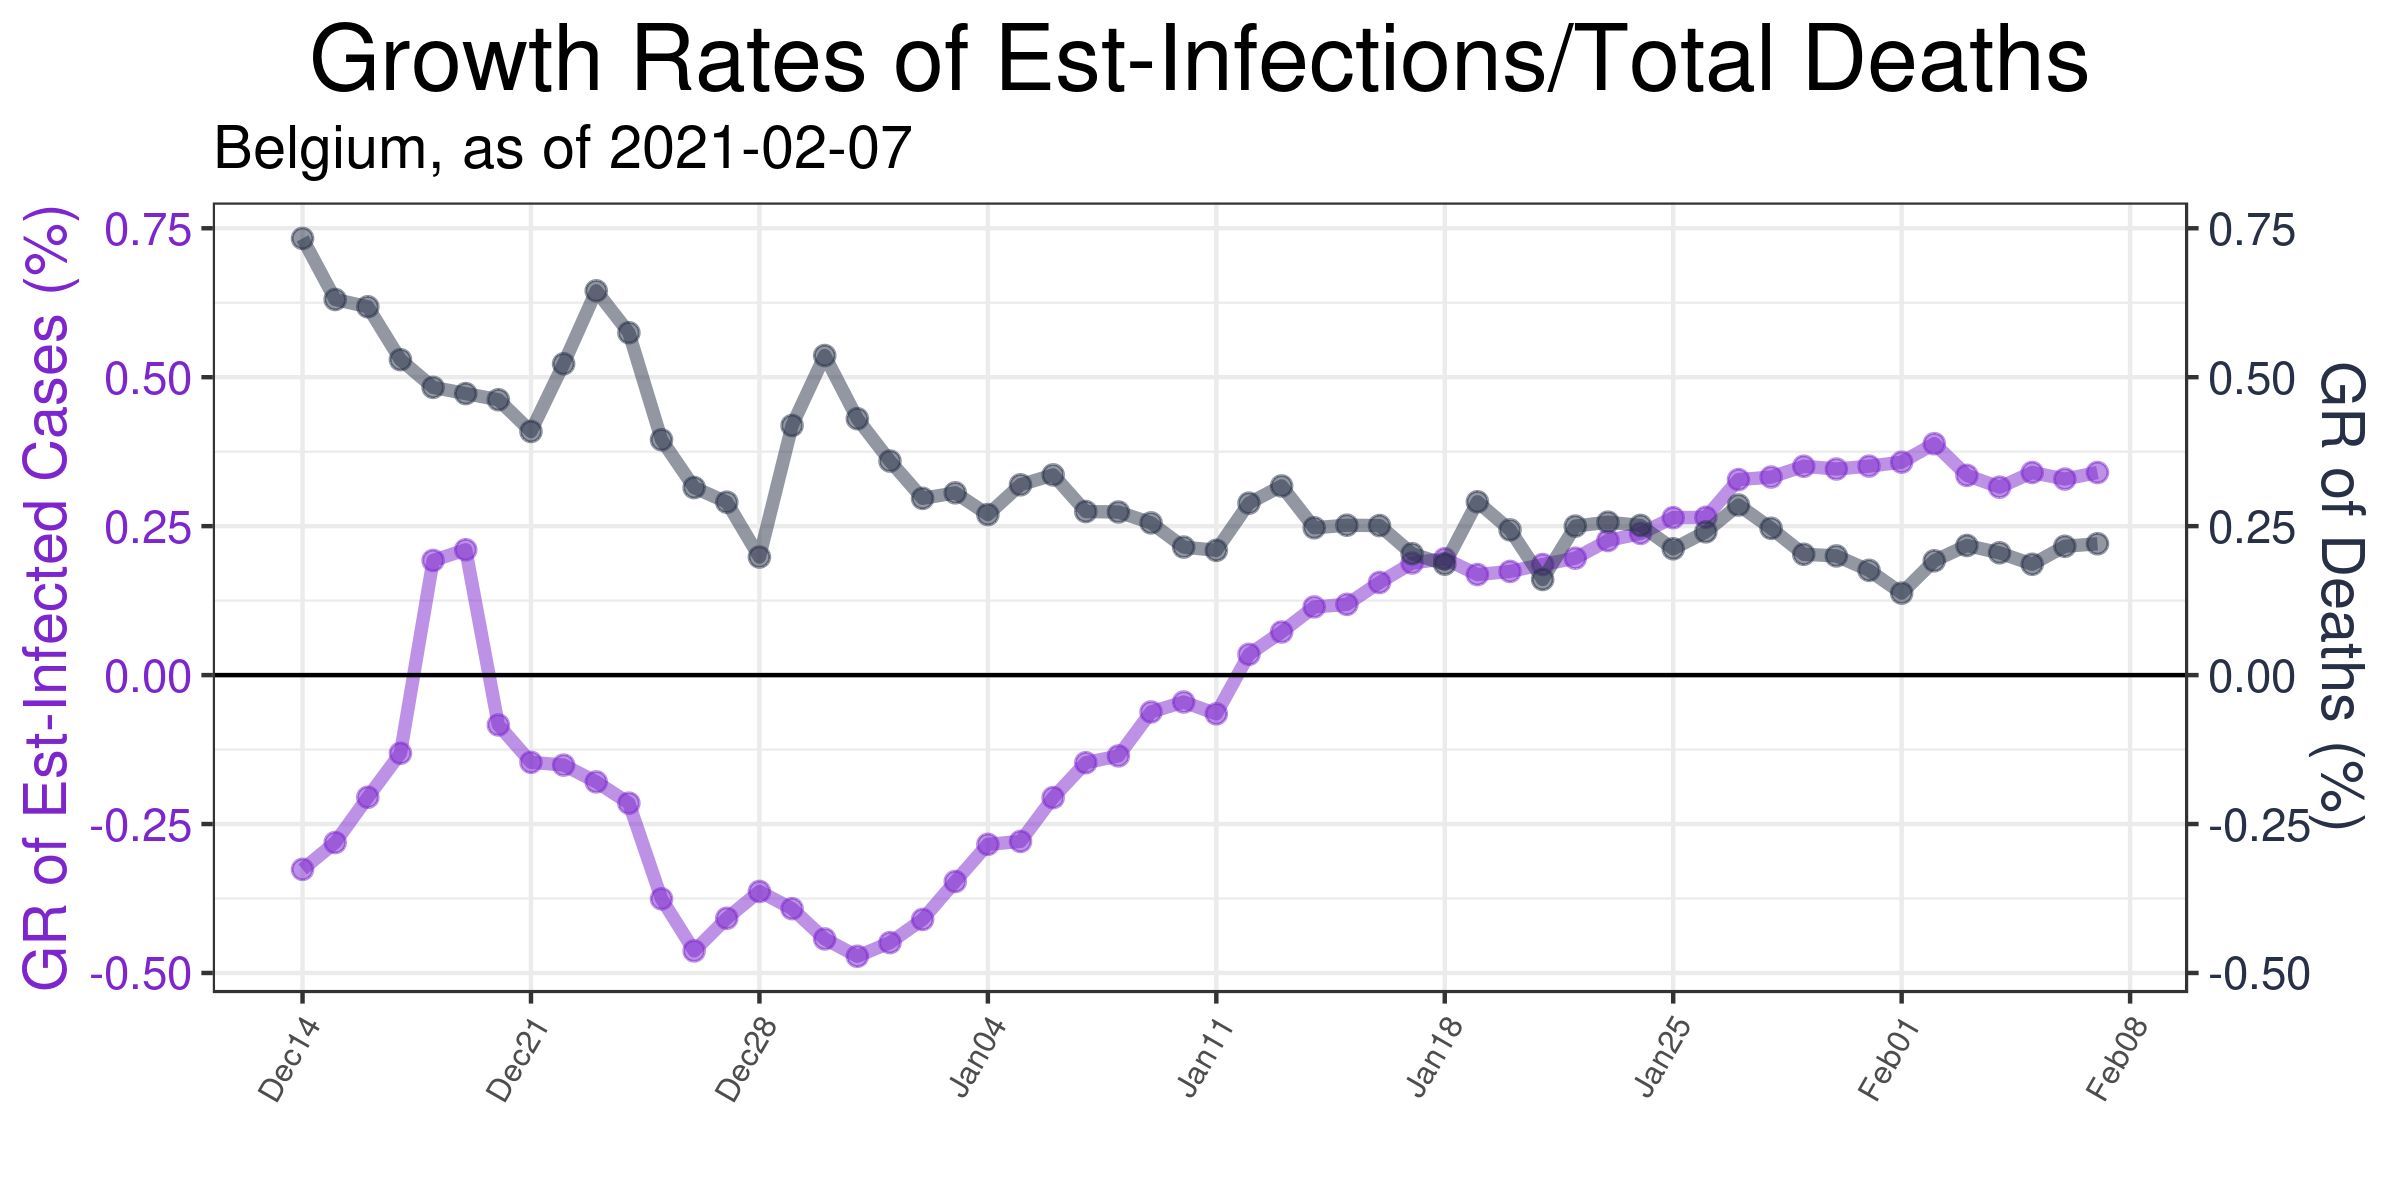 Growth Rates of Est-Infections/Total Deaths
Belgium, as of 2021-02-07
GR of Est-Infected Cases (%)
0.75
0.50
0.25
0.00
-0.25
-0.50
0.75
0.50
0.25
0.00
-0.25
-0.50
GR of Deaths (%)
Dec14
Dec21
Dec28
Jan04
Jan11
Jan18
Jan25
Feb01
Feb08